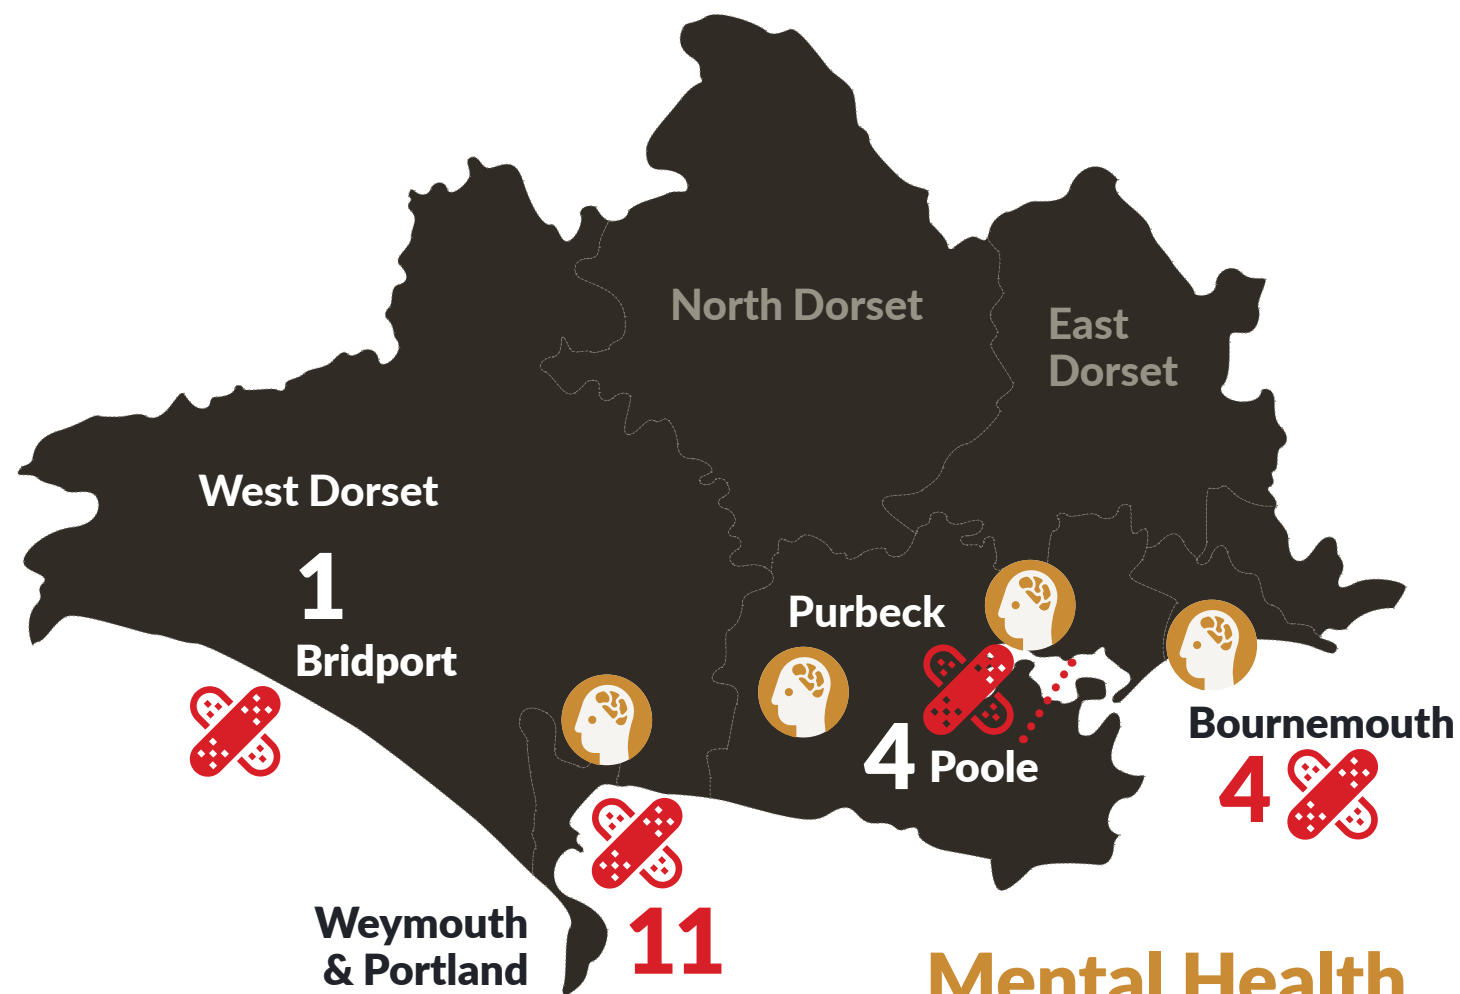 North Dorset
East
Dorset
West Dorset
1
Bridport
Purbeck
4 Poole
Bournemouth
4
Weymouth
& Portland
11
Mental Health